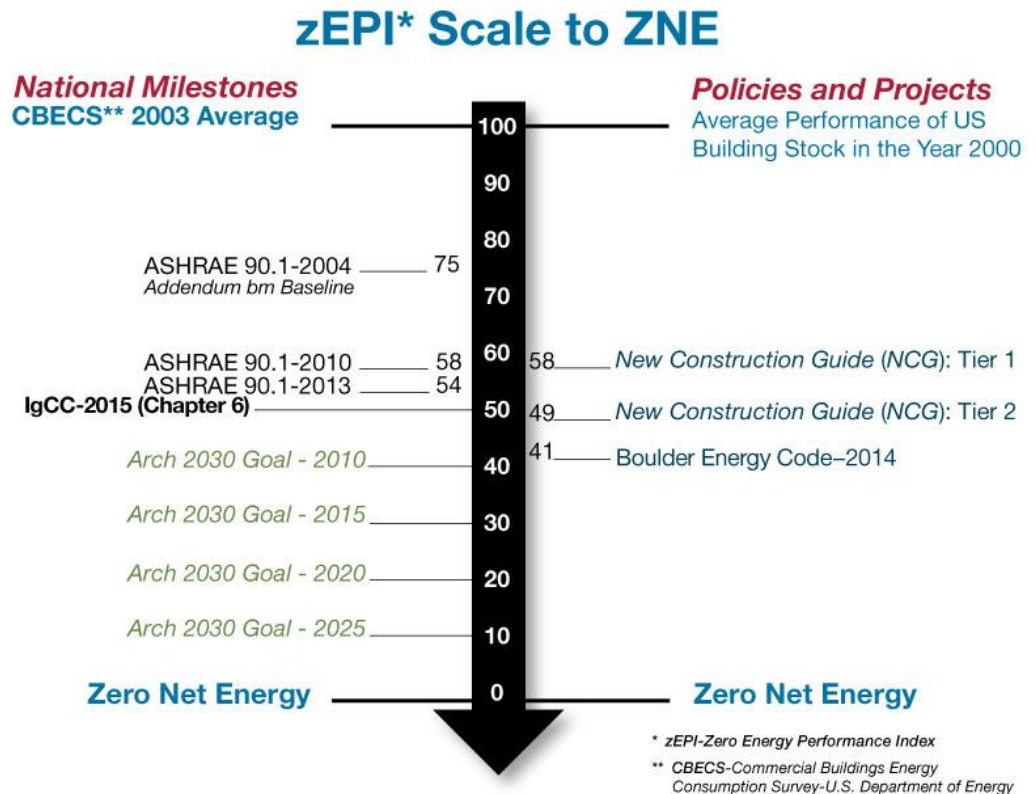 zEPI* Scale to ZNE
National Milestones
CBECS** 2003 Average
Policies and Projects
Average Performance of US
Building Stock in the Year 2000
100
90
80
70
60
50
40
30
20
10
0
ASHRAE 90.1-2004 75
Addendum bm Baseline
ASHRAE 90.1-2010 58
ASHRAE 90.1-2013 54
IgCC-2015 (Chapter 6)
Arch 2030 Goal - 2010
Arch 2030 Goal - 2015
Arch 2030 Goal - 2020
Arch 2030 Goal - 2025
Zero Net Energy
58 New Construction Guide (NCG): Tier 1
49 New Construction Guide (NCG): Tier 2
41 Boulder Energy Code–2014
Zero Net Energy
* zEPI-Zero Energy Performance Index
** CBECS-Commercial Buildings Energy
Consumption Survey-U.S. Department of Energy